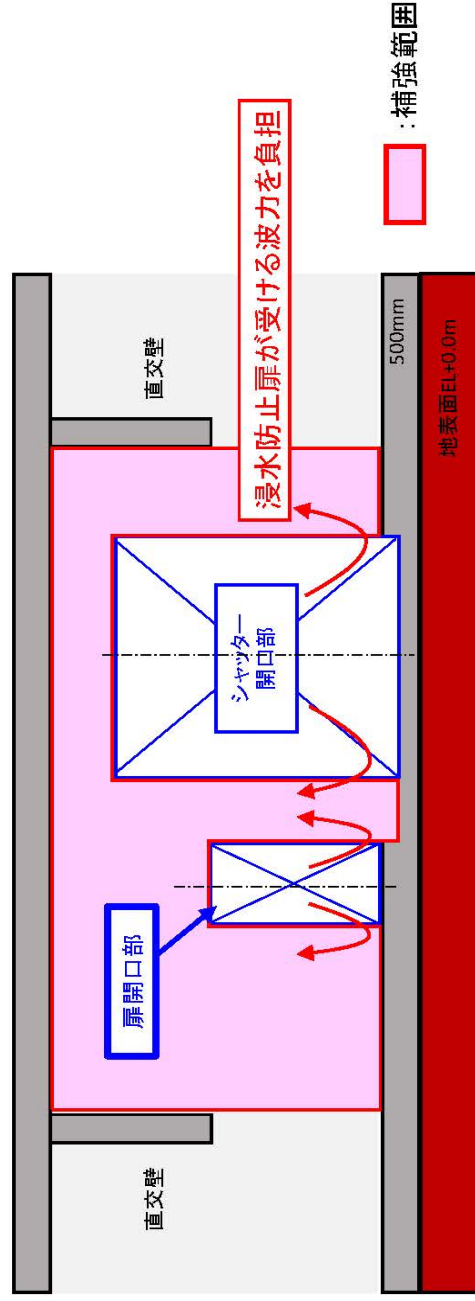 直交壁
直交壁
扉開口部
シャッター
開口部
浸水防止扉が受ける波力を負担
500mm
地表面EL+0.0m
:補強範囲